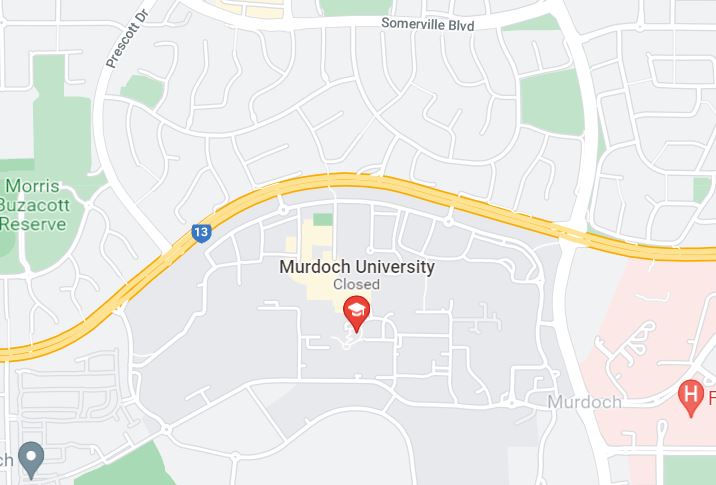 Somerville Blvd
Prescott Dr
Morris
Buzacott
Reserve
13
Murdoch University
Closed
Murdoch
H